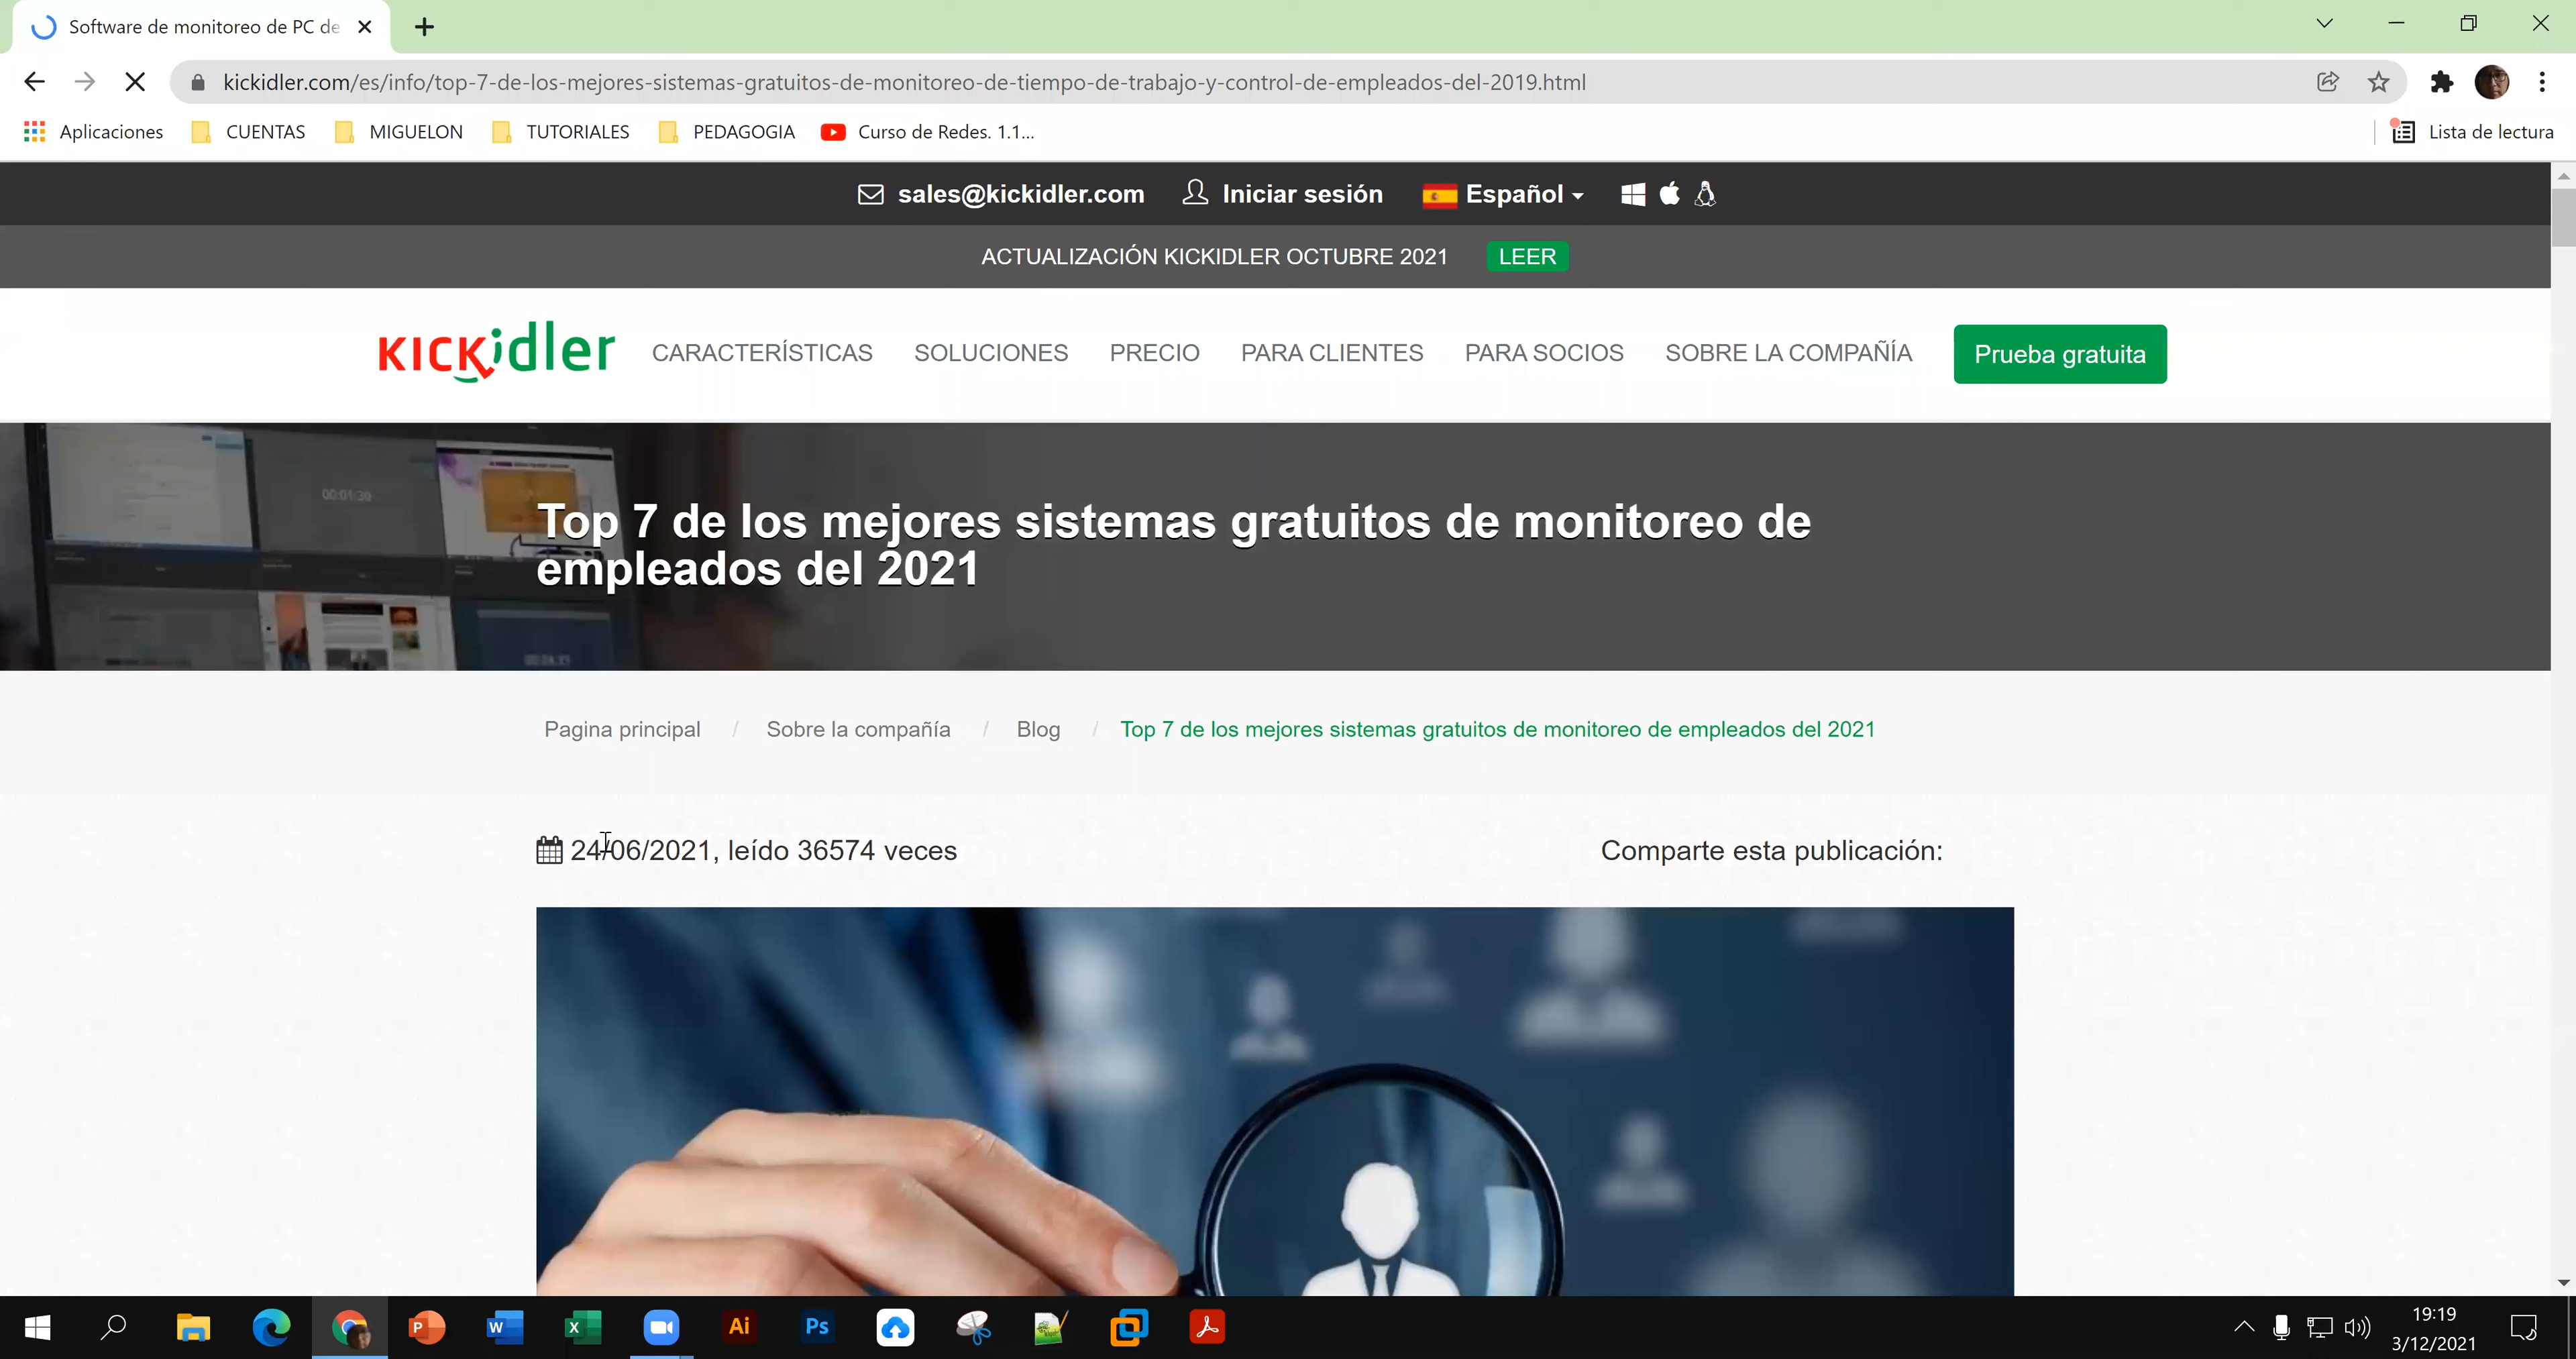 Software de monitoreo de PC de
kickidler.com/es/info/top-7-de-los-mejores-sistemas-gratuitos-de-monitoreo-de-tiempo-de-trabajo-y-control-de-empleados-del-2019.html
Aplicaciones CUENTAS MIGUELON TUTORIALES PEDAGOGIA Curso de Redes. 1.1... Lista de lectura
sales@kickidler.com Iniciar sesión Español
ACTUALIZACIÓN KICKIDLER OCTUBRE 2021 LEER
KICKidler CARACTERÍSTICAS SOLUCIONES PRECIO PARA CLIENTES PARA SOCIOS SOBRE LA COMPAÑÍA Prueba gratuita
00:01:30
Top 7 de los mejores sistemas gratuitos de monitoreo de
empleados del 2021
Pagina principal / Sobre la compañía / Blog / Top 7 de los mejores sistemas gratuitos de monitoreo de empleados del 2021
24/06/2021, leído 36574 veces Comparte esta publicación:
P W X Ai Ps
19:19
3/12/2021